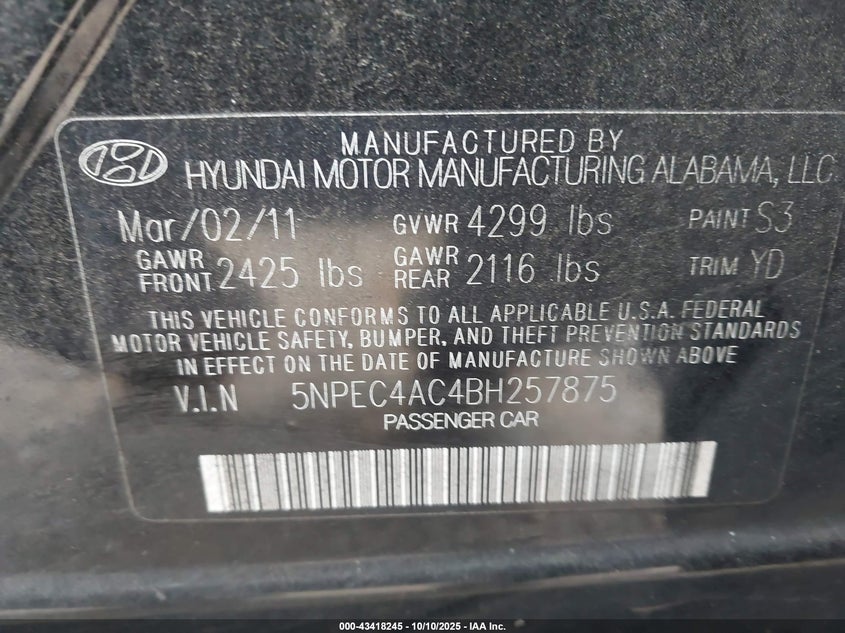 MANUFACTURED BY
HYUNDAI MOTOR MANUFACTURING ALABAMA, LLC
Mar/02/11 GVWR 4299 lbs PAINT S3
GAWR FRONT 2425 lbs GAWR REAR 2116 lbs TRIM YD
THIS VEHICLE CONFORMS TO ALL APPLICABLE U.S.A. FEDERAL
MOTOR VEHICLE SAFETY, BUMPER, AND THEFT PREVENTION STANDARDS
IN EFFECT ON THE DATE OF MANUFACTURE SHOWN ABOVE
V.I.N 5NPEC4AC4BH257875
PASSENGER CAR
000-43418245 - 10/10/2025 - IAA Inc.